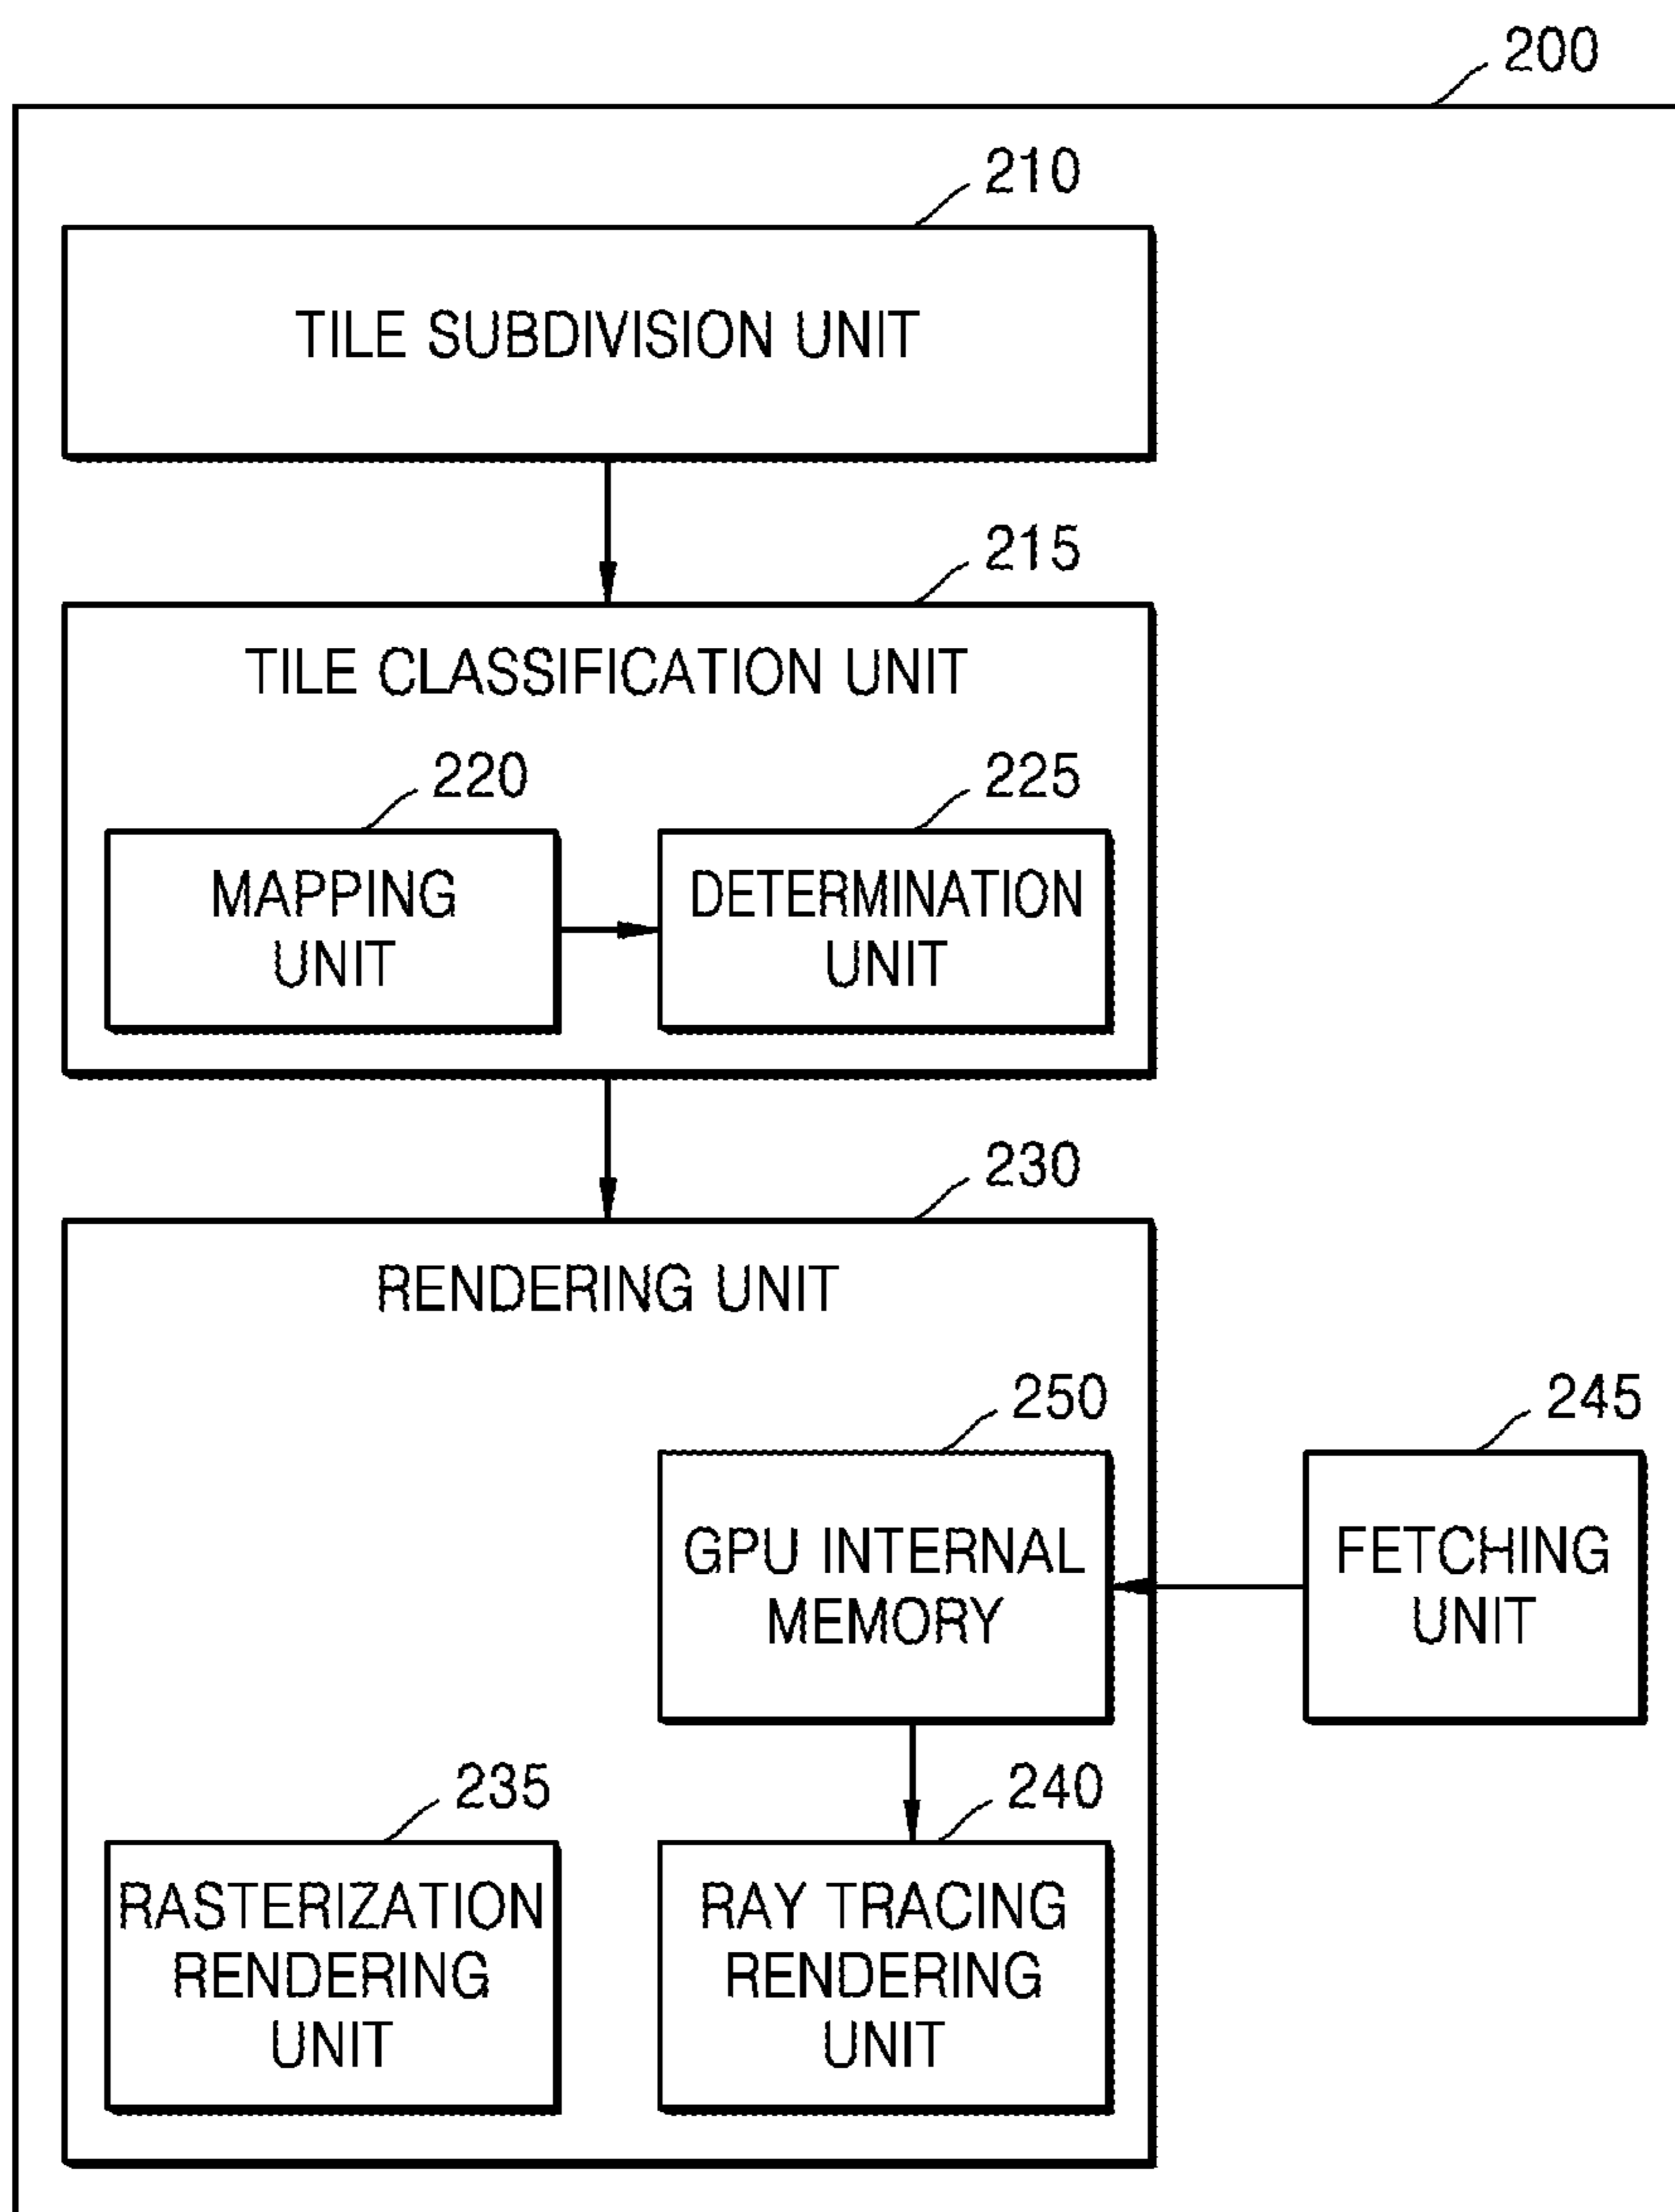 200
210
TILE SUBDIVISION UNIT
215
TILE CLASSIFICATION UNIT
220
225
MAPPING
UNIT
DETERMINATION
UNIT
230
RENDERING UNIT
250
245
GPU INTERNAL
MEMORY
FETCHING
UNIT
235
240
RASTERIZATION
RENDERING
UNIT
RAY TRACING
RENDERING
UNIT